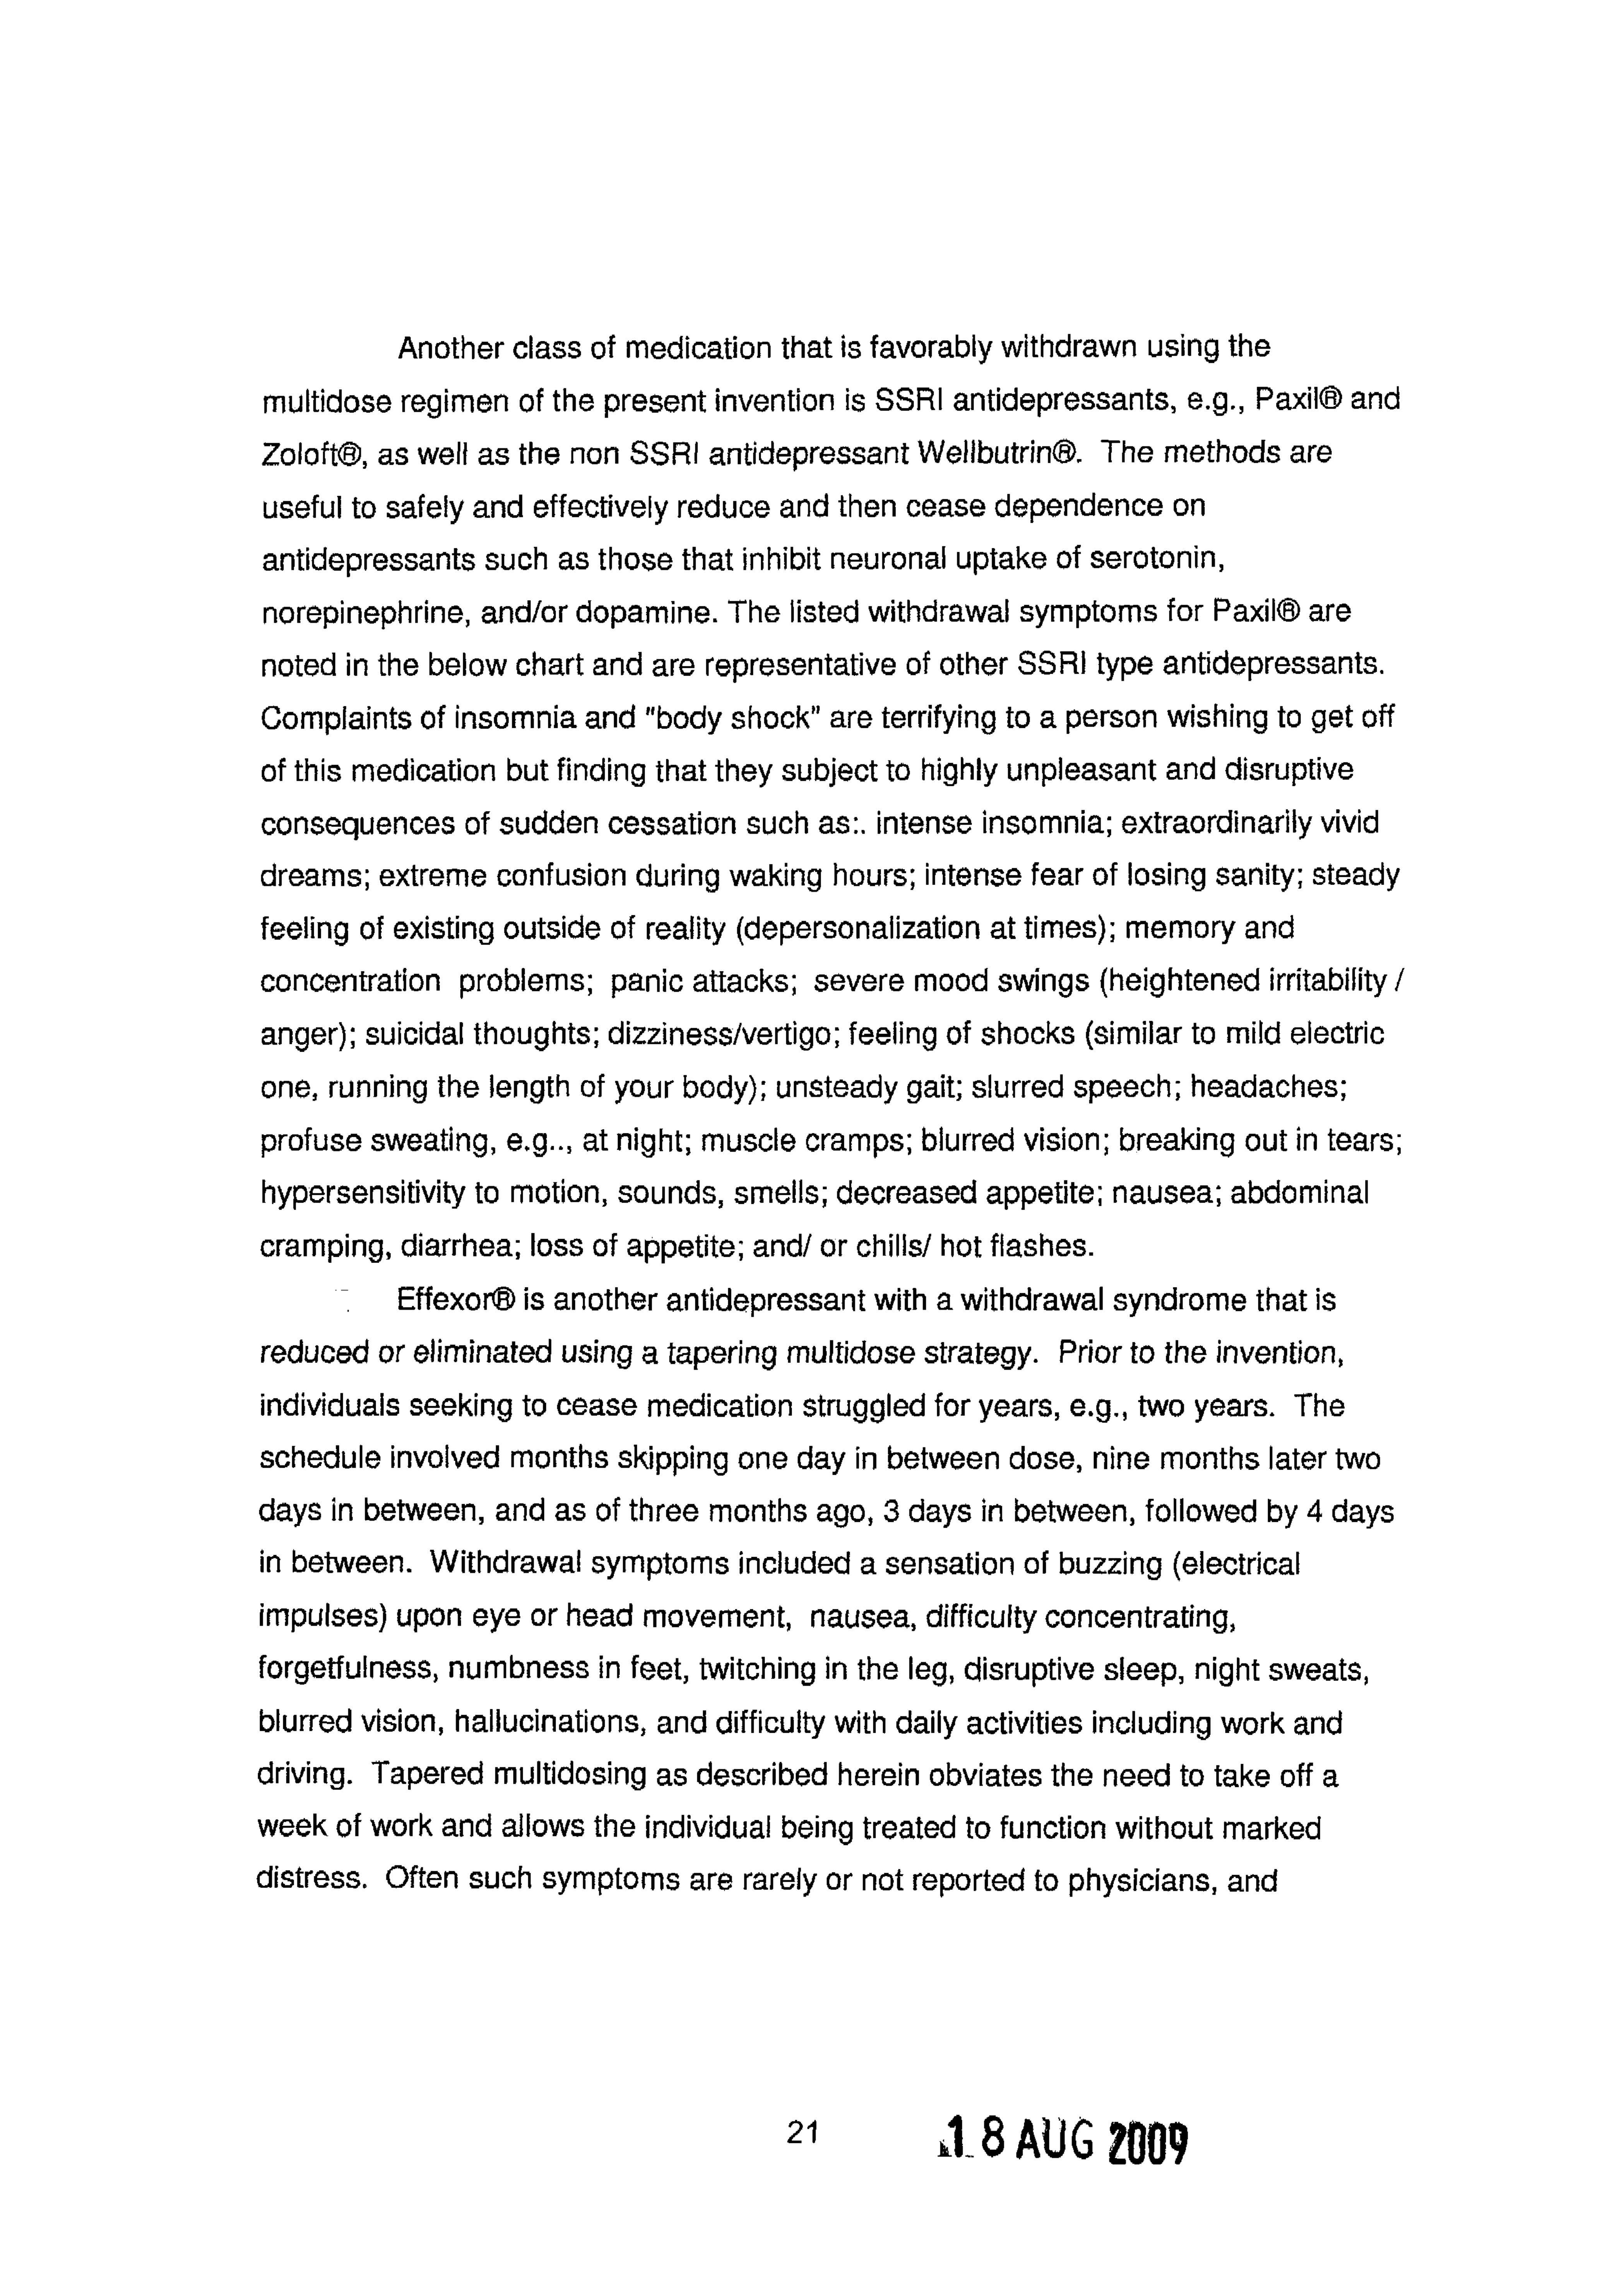 Another class of medication that is favorably withdrawn using the
multidose regimen of the present invention is SSRI antidepressants, e.g., Paxil® and
Zoloft®, as well as the non SSRI antidepressant Wellbutrin®. The methods are
useful to safely and effectively reduce and then cease dependence on
antidepressants such as those that inhibit neuronal uptake of serotonin,
norepinephrine, and/or dopamine. The listed withdrawal symptoms for Paxil® are
noted in the below chart and are representative of other SSRI type antidepressants.
Complaints of insomnia and "body shock" are terrifying to a person wishing to get off
of this medication but finding that they subject to highly unpleasant and disruptive
consequences of sudden cessation such as:. intense insomnia; extraordinarily vivid
dreams; extreme confusion during waking hours; intense fear of losing sanity; steady
feeling of existing outside of reality (depersonalization at times); memory and
concentration problems; panic attacks; severe mood swings (heightened irritability /
anger); suicidal thoughts; dizziness/vertigo; feeling of shocks (similar to mild electric
one, running the length of your body); unsteady gait; slurred speech; headaches;
profuse sweating, e.g.., at night; muscle cramps; blurred vision; breaking out in tears;
hypersensitivity to motion, sounds, smells; decreased appetite; nausea; abdominal
cramping, diarrhea; loss of appetite; and/ or chills/ hot flashes.
Effexor® is another antidepressant with a withdrawal syndrome that is
reduced or eliminated using a tapering multidose strategy. Prior to the invention,
individuals seeking to cease medication struggled for years, e.g., two years. The
schedule involved months skipping one day in between dose, nine months later two
days in between, and as of three months ago, 3 days in between, followed by 4 days
in between. Withdrawal symptoms included a sensation of buzzing (electrical
impulses) upon eye or head movement, nausea, difficulty concentrating,
forgetfulness, numbness in feet, twitching in the leg, disruptive sleep, night sweats,
blurred vision, hallucinations, and difficulty with daily activities including work and
driving. Tapered multidosing as described herein obviates the need to take off a
week of work and allows the individual being treated to function without marked
distress. Often such symptoms are rarely or not reported to physicians, and
21 18 AUG 2009